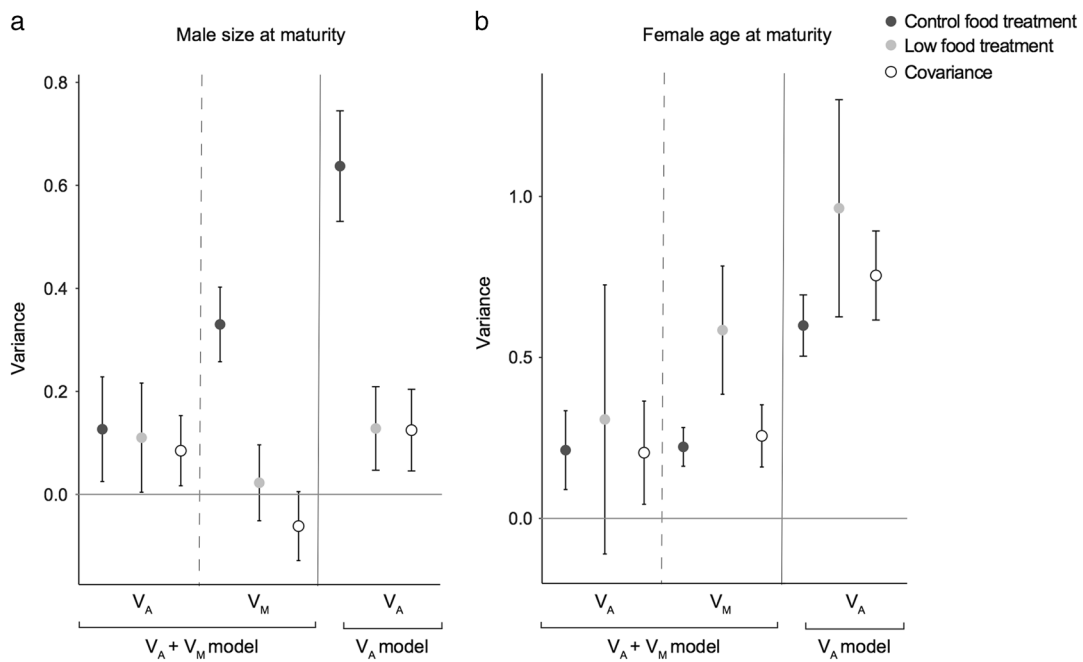 a
Male size at maturity
Variance
0.8
0.6
0.4
0.2
0.0
V_A
V_M
V_A
V_A + V_M model
V_A model
b
Female age at maturity
Variance
1.0
0.5
0.0
V_A
V_M
V_A
V_A + V_M model
V_A model
Control food treatment
Low food treatment
Covariance